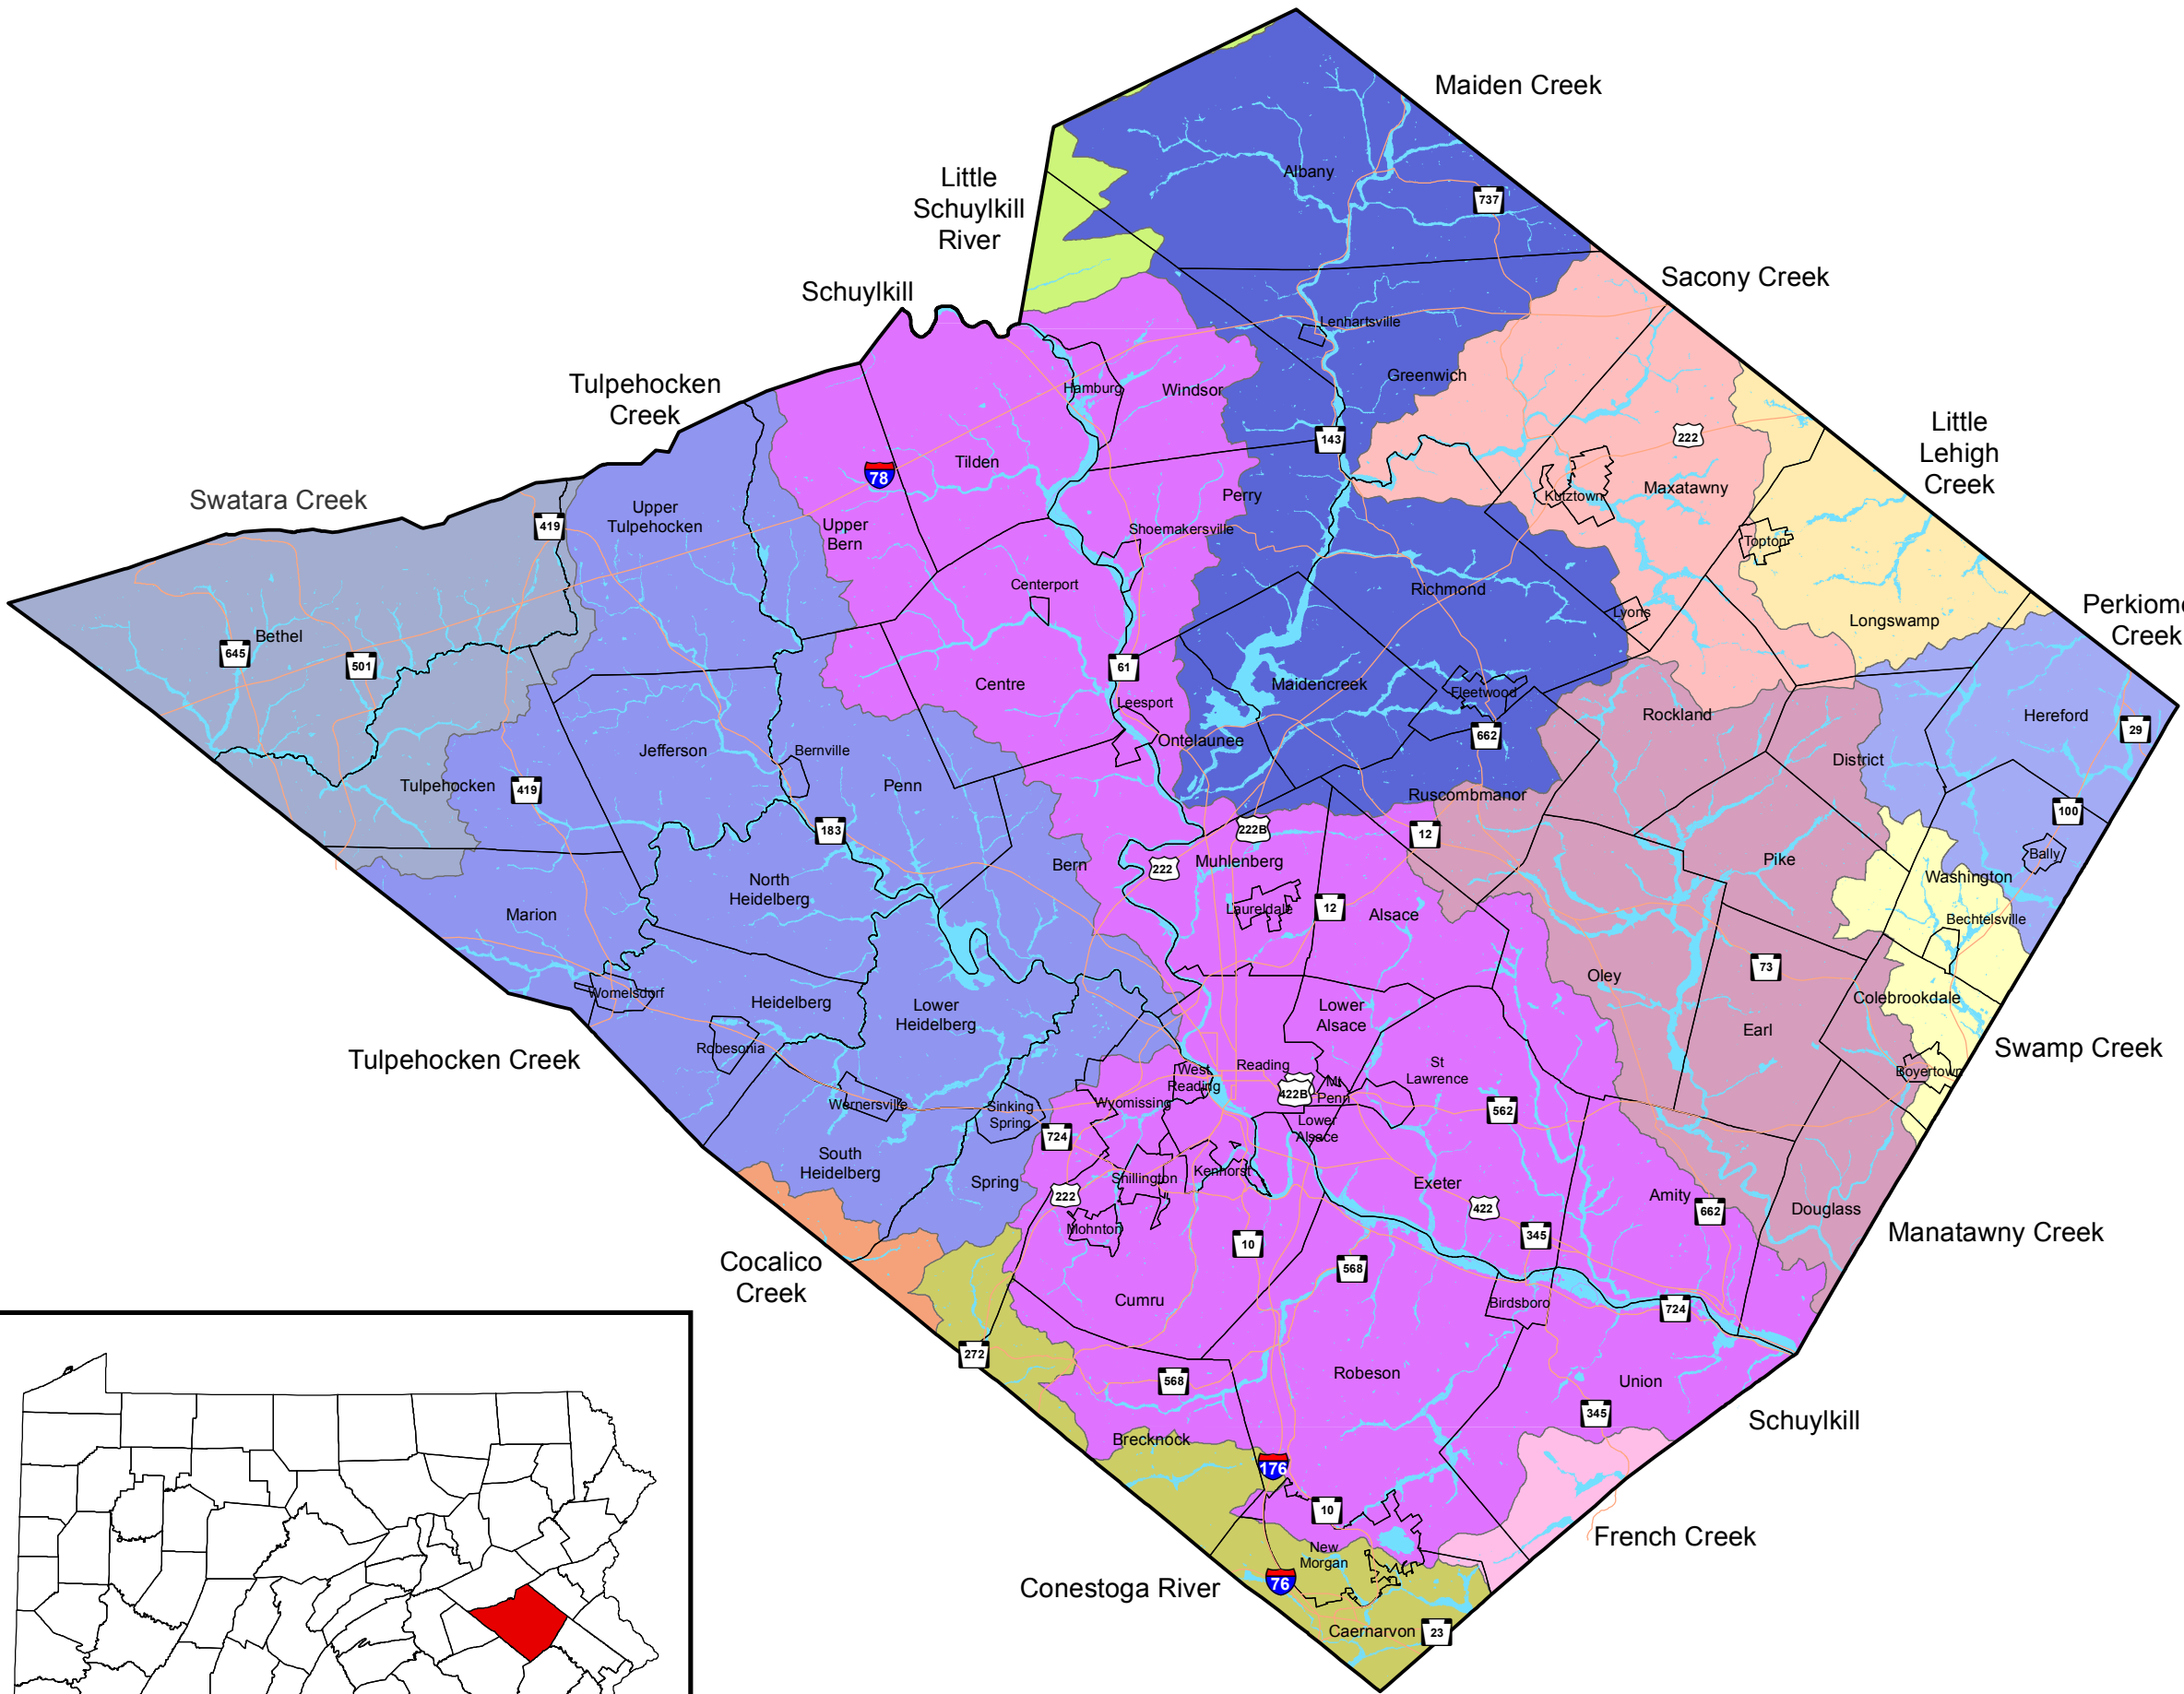 Maiden Creek
Albany
737
Little
Schuylkill
River
Sacony Creek
Schuylkill
Lenhartsville
Greenwich
Hamburg
Windsor
Tulpehocken
Creek
143
222
Little
Lehigh
Creek
Tilden
78
Swatara Creek
Upper
Tulpehocken
419
Upper
Bern
Perry
Shoemakersville
Kutztown
Maxatawny
Topton
Centerport
Richmond
Lyons
Longswamp
Perkiome
Creek
Bethel
645
501
61
Centre
Maidencreek
Fleetwood
Leesport
Rockland
Hereford
29
Jefferson
Bernville
Ontelaunee
662
District
Tulpehocken
419
Penn
Ruscombmanor
100
183
222B
12
Bern
222
Muhlenberg
Pike
Bally
North
Heidelberg
Washington
Marion
Laureldale
12
Alsace
Bechtelsville
Oley
73
Womelsdorf
Heidelberg
Lower
Heidelberg
Lower
Alsace
Colebrookdale
Earl
Tulpehocken Creek
Robesonia
Reading
St
Lawrence
Swamp Creek
West
Reading
422B
Mt
Penn
Boyertown
Wernersville
Sinking
Spring
Wyomissing
562
724
Lower
Alsace
South
Heidelberg
Spring
Shillington
Kenhorst
Exeter
222
422
Amity
662
Douglass
Mohnton
10
345
Manatawny Creek
Cocalico
Creek
568
Cumru
Birdsboro
724
272
568
Robeson
Union
345
Schuylkill
Brecknock
176
10
French Creek
New
Morgan
Conestoga River
76
Caernarvon
23